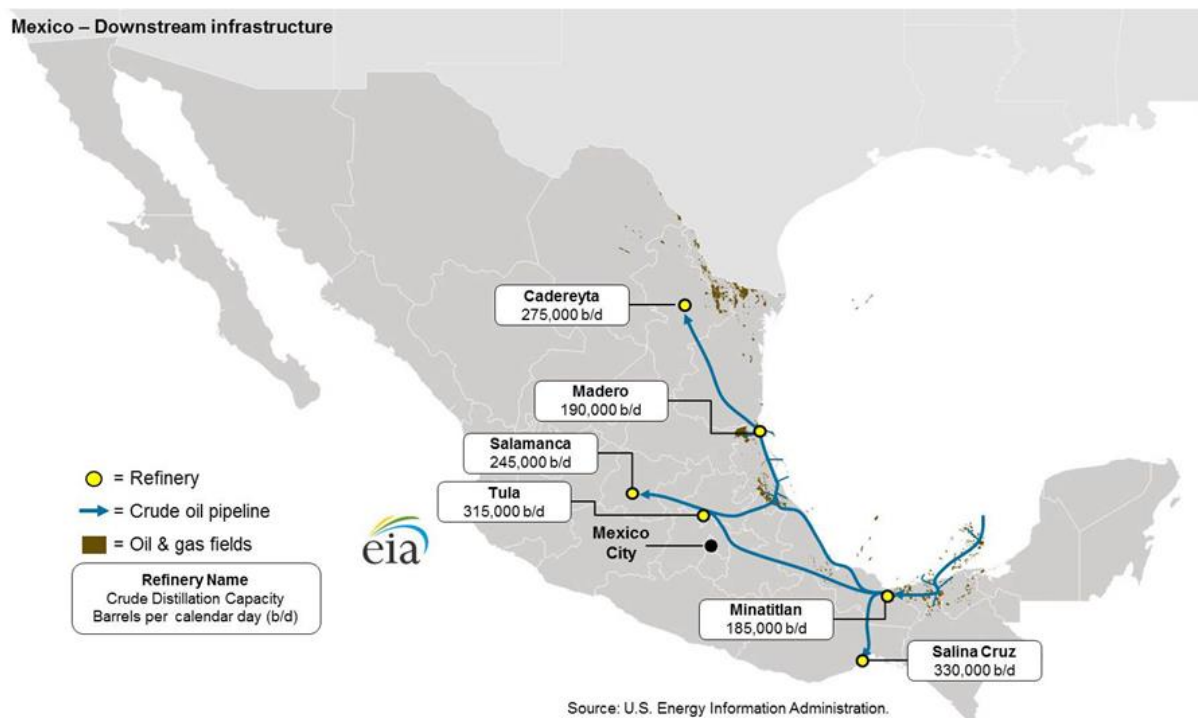 Mexico – Downstream infrastructure
Cadereyta
275,000 b/d
Madero
190,000 b/d
Salamanca
245,000 b/d
Tula
315,000 b/d
Mexico
City
Minatitlan
185,000 b/d
Salina Cruz
330,000 b/d
= Refinery
= Crude oil pipeline
= Oil & gas fields
Refinery Name
Crude Distillation Capacity
Barrels per calendar day (b/d)
eia
Source: U.S. Energy Information Administration.